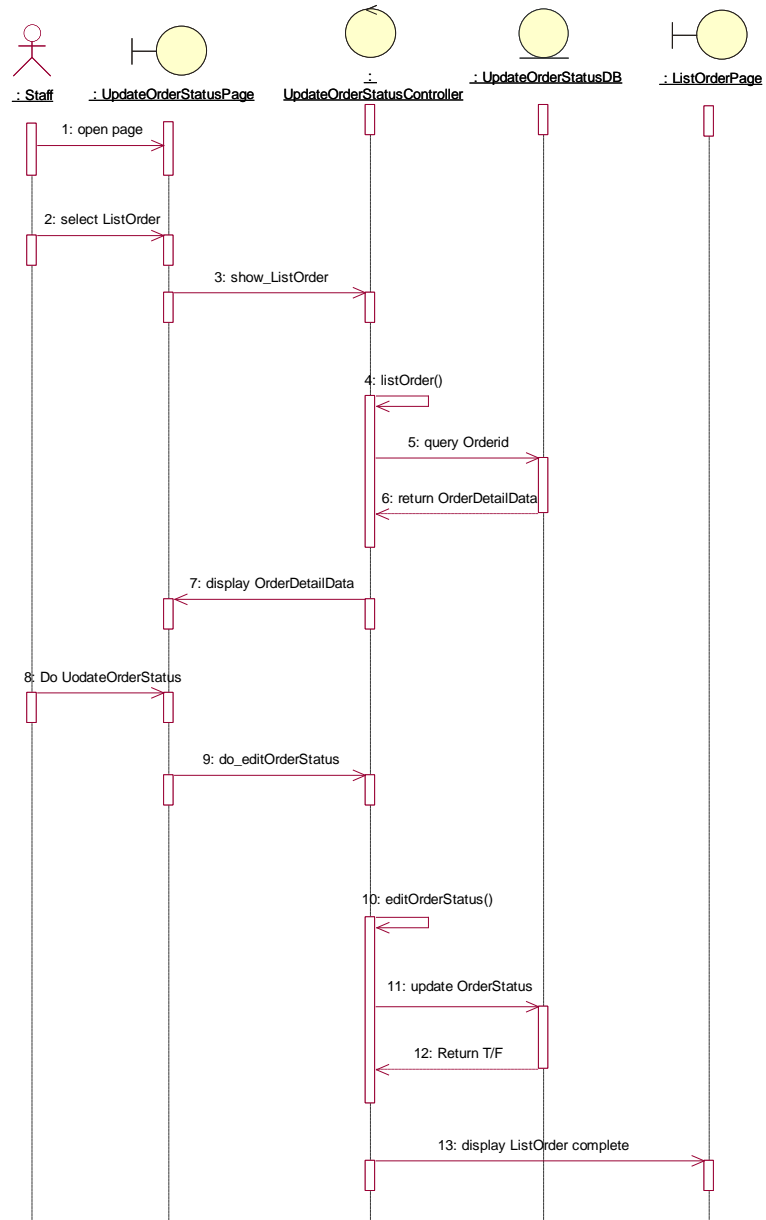 : Staff
: UpdateOrderStatusPage
:
UpdateOrderStatusController
: UpdateOrderStatusDB
: ListOrderPage
1: open page
2: select ListOrder
3: show_ListOrder
4: listOrder()
5: query Orderid
6: return OrderDetailData
7: display OrderDetailData
8: Do UodateOrderStatus
9: do_editOrderStatus
10: editOrderStatus()
11: update OrderStatus
12: Return T/F
13: display ListOrder complete